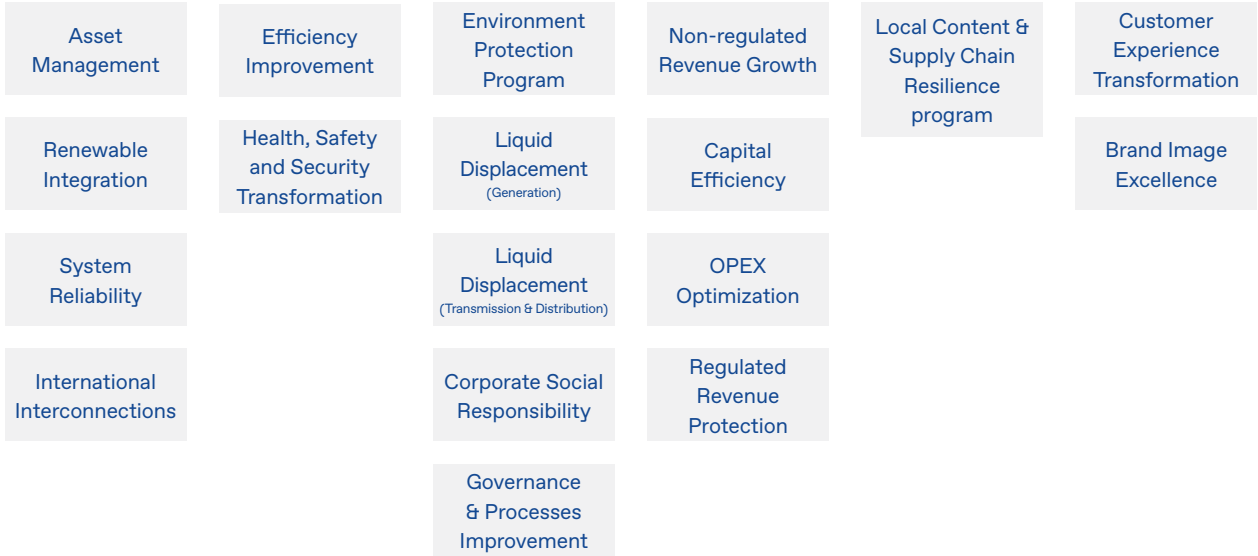 Asset
Management
Renewable
Integration
System
Reliability
International
Interconnections
Efficiency
Improvement
Health, Safety
and Security
Transformation
Environment
Protection
Program
Liquid
Displacement
(Generation)
Liquid
Displacement
(Transmission & Distribution)
Corporate Social
Responsibility
Governance
& Processes
Improvement
Non-regulated
Revenue Growth
Capital
Efficiency
OPEX
Optimization
Regulated
Revenue
Protection
Local Content &
Supply Chain
Resilience
program
Customer
Experience
Transformation
Brand Image
Excellence